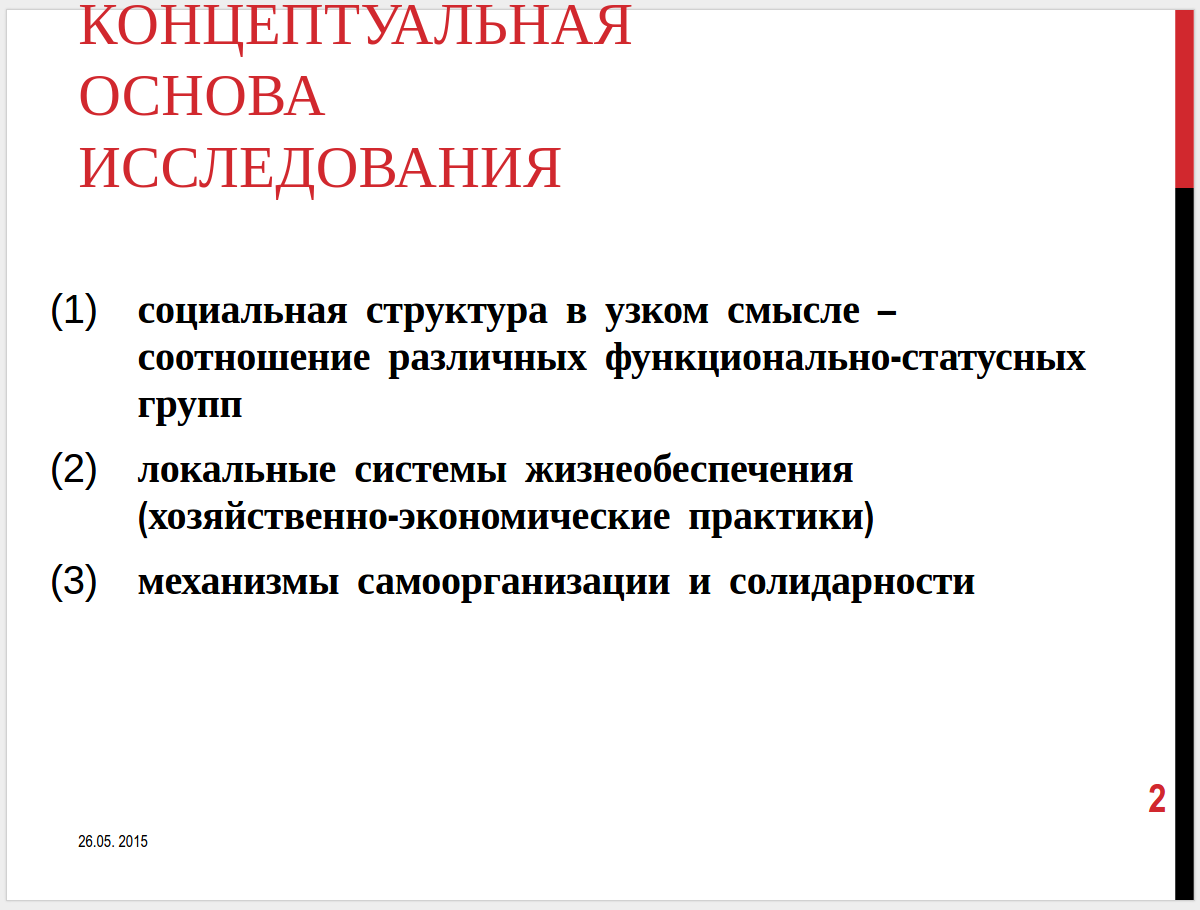 КОНЦЕПТУАЛЬНАЯ
ОСНОВА
ИССЛЕДОВАНИЯ
(1) социальная структура в узком смысле –
соотношение различных функционально-статусных
групп
(2) локальные системы жизнеобеспечения
(хозяйственно-экономические практики)
(3) механизмы самоорганизации и солидарности
2
26.05. 2015